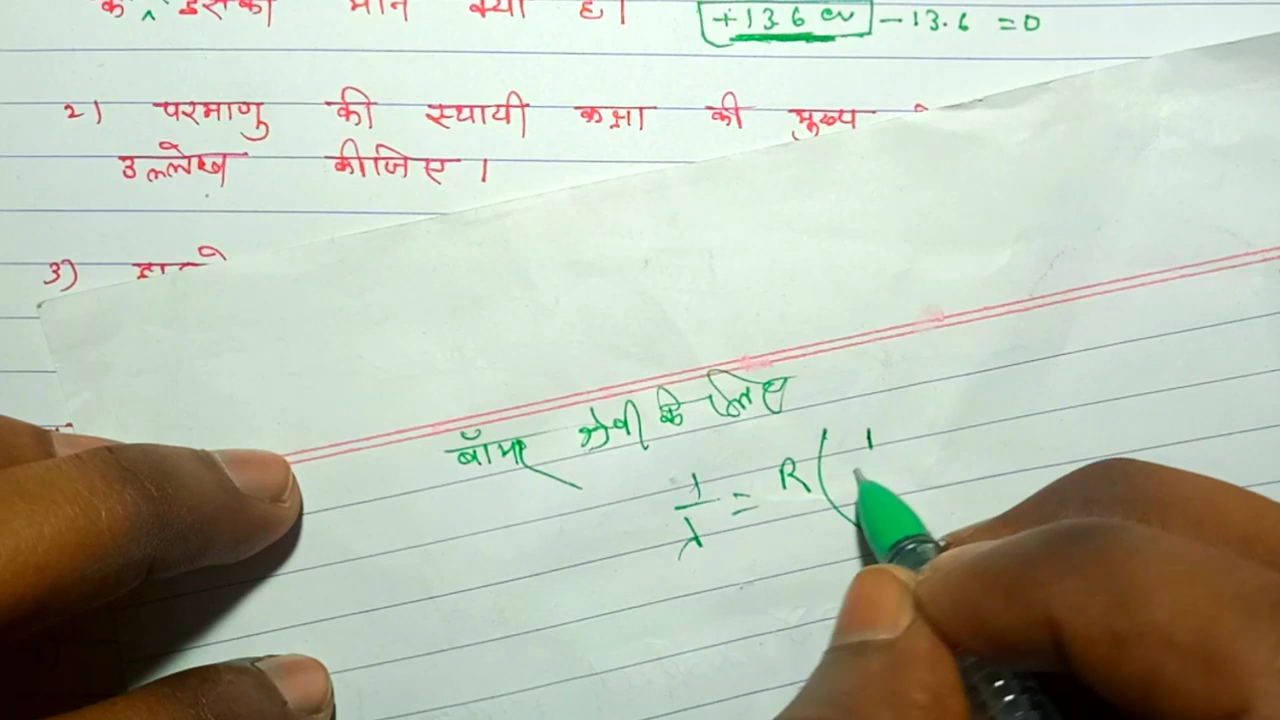 के ^ इसका मान क्या है। +13.6 ev - 13.6 = 0
2) परमाणु की स्थायी कक्षा की मुख्य
उल्लेख कीजिए।
3)
बॉमर श्रेणी के लिए
1/λ = R ( 1